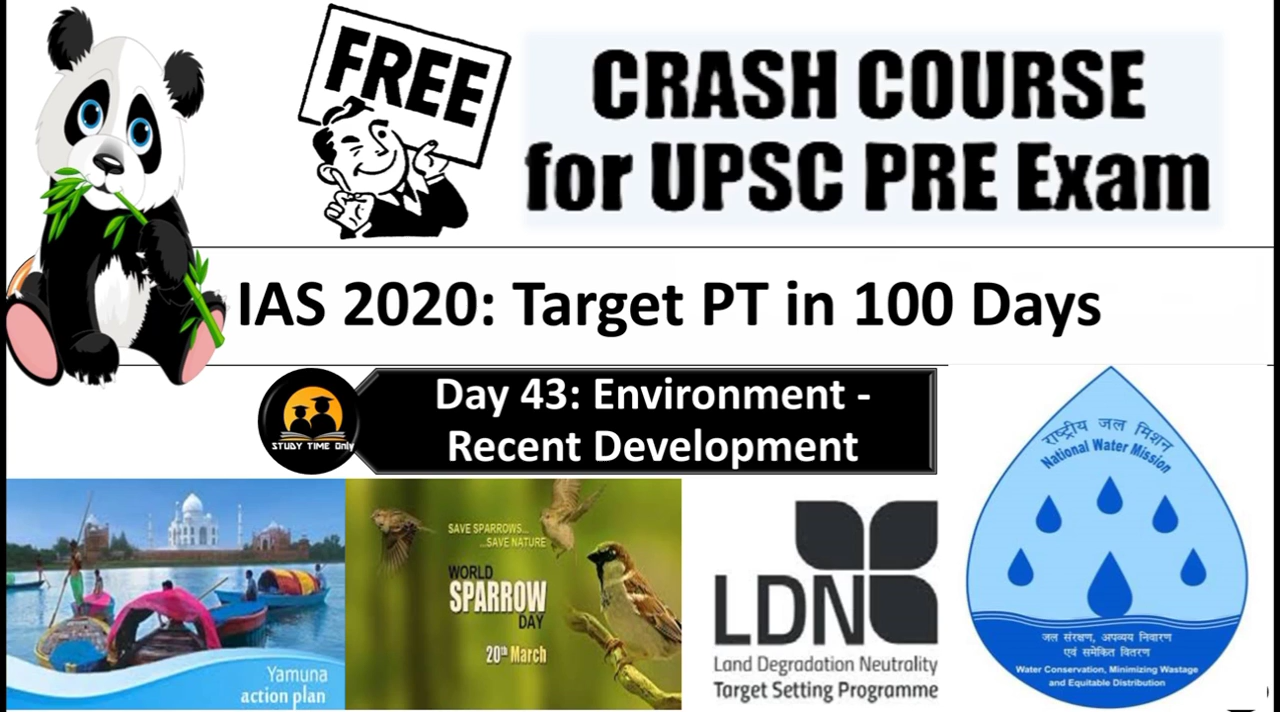 FREE
CRASH COURSE
for UPSC PRE Exam
IAS 2020: Target PT in 100 Days
STUDY TIME Only
Day 43: Environment -
Recent Development
Yamuna
action plan
SAVE SPARROWS...
...SAVE NATURE
WORLD
SPARROW
DAY
20th March
LDN
Land Degradation Neutrality
Target Setting Programme
राष्ट्रीय जल मिशन
National Water Mission
जल संरक्षण, अपव्यय निवारण
एवं समेकित वितरण
Water Conservation, Minimizing Wastage
and Equitable Distribution